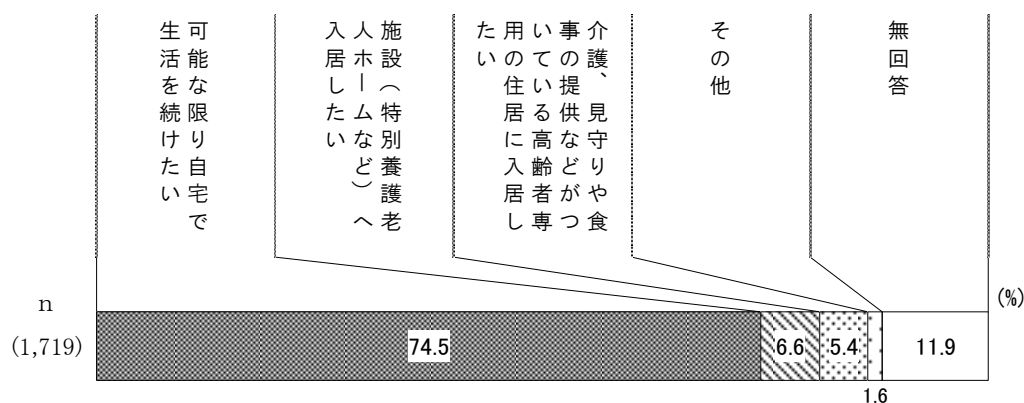 可能な限り自宅で
生活を続けたい
施設（特別養護老
人ホームなど）へ
入居したい
介護、見守りや食
事の提供などがつ
いている高齢者専
用の住居に入居し
たい
その他
無回答
(%)
n
(1,719)
74.5
6.6
5.4
1.6
11.9